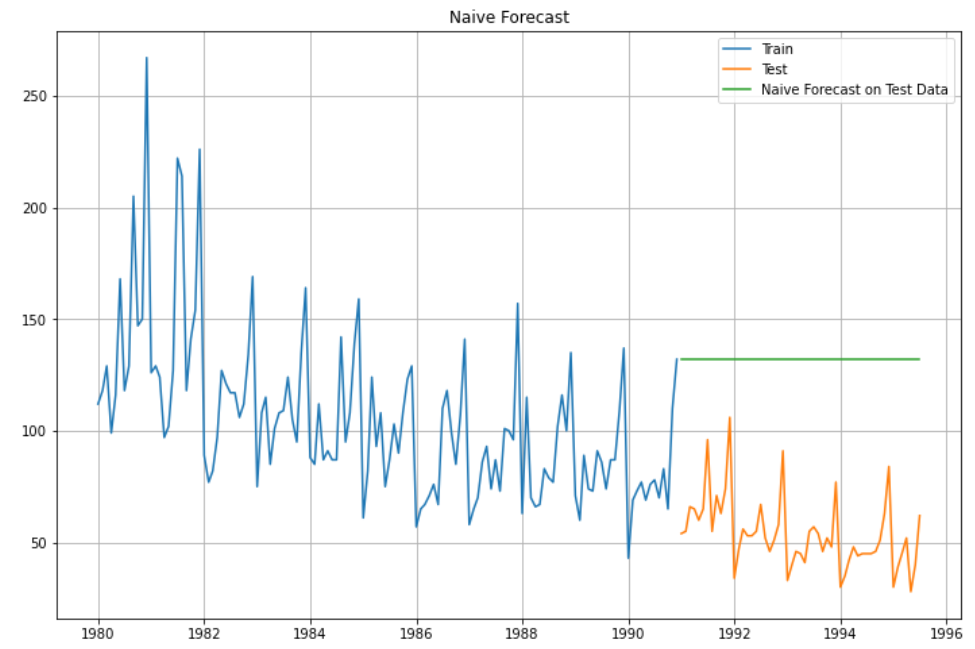 Naive Forecast
Train
Test
Naive Forecast on Test Data
250
200
150
100
50
1980 1982 1984 1986 1988 1990 1992 1994 1996